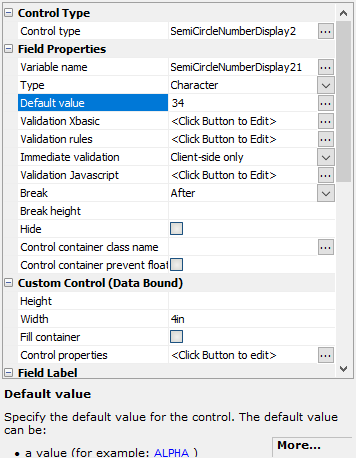 Control Type
Control type SemiCircleNumberDisplay2 ...
Field Properties
Variable name SemiCircleNumberDisplay21 ...
Type Character
Default value 34 ...
Validation Xbasic <Click Button to Edit> ...
Validation rules <Click Button to Edit> ...
Immediate validation Client-side only
Validation Javascript <Click Button to Edit> ...
Break After
Break height
Hide
Control container class name ...
Control container prevent float
Custom Control (Data Bound)
Height
Width 4in
Fill container
Control properties <Click Button to edit> ...
Field Label
Default value
Specify the default value for the control. The default value
can be:
• a value (for example: ALPHA )
More...